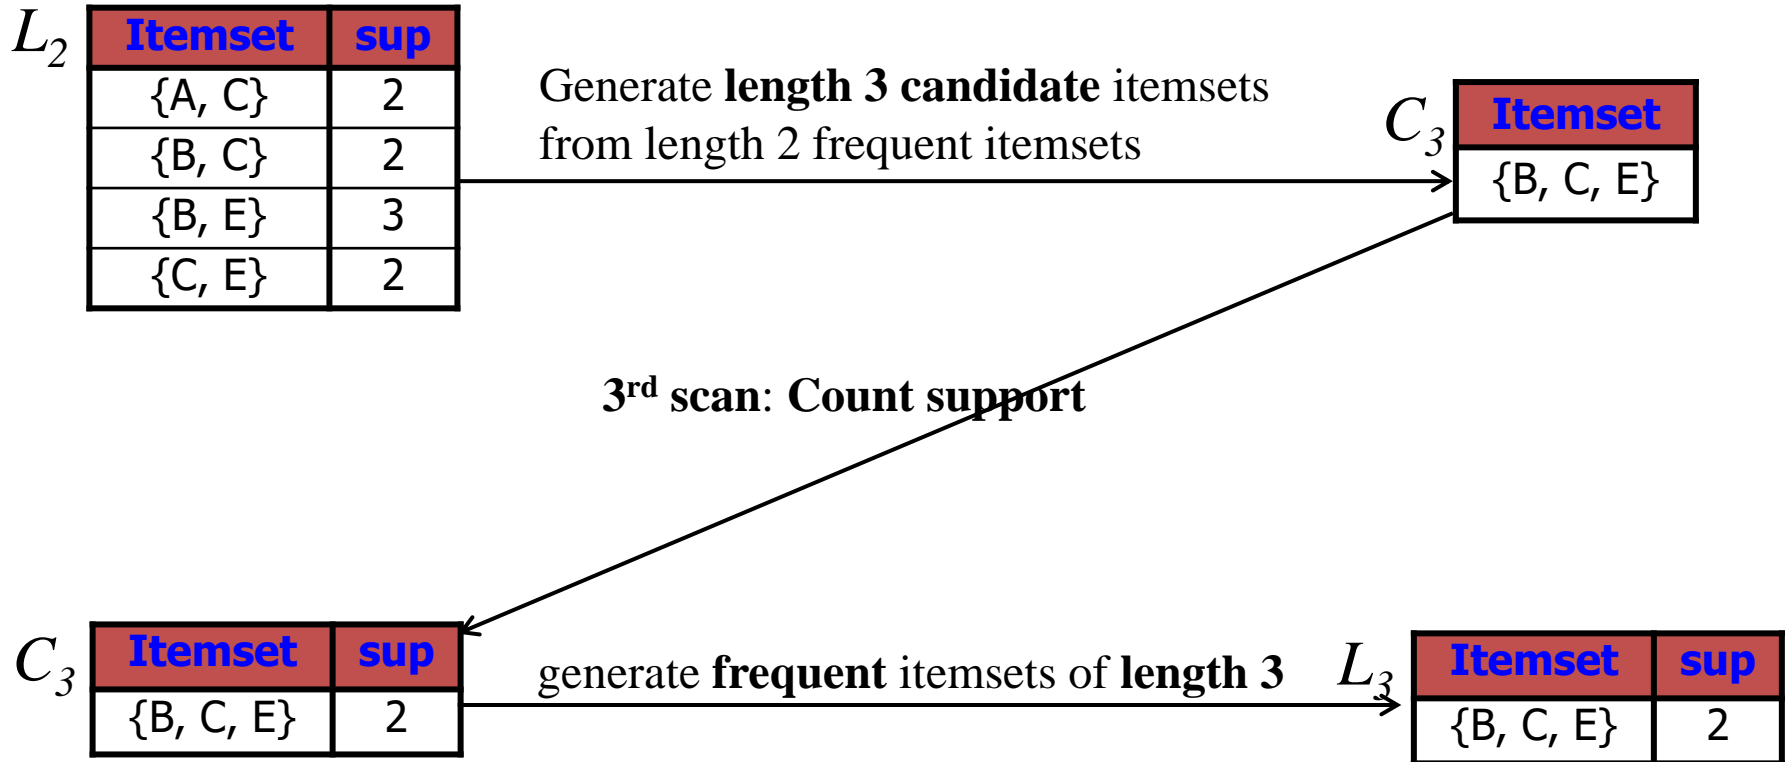 L2
Itemset sup
{A, C} 2
{B, C} 2
{B, E} 3
{C, E} 2
Generate length 3 candidate itemsets
from length 2 frequent itemsets
C3
Itemset
{B, C, E}
3rd scan: Count support
C3
Itemset sup
{B, C, E} 2
generate frequent itemsets of length 3
L3
Itemset sup
{B, C, E} 2